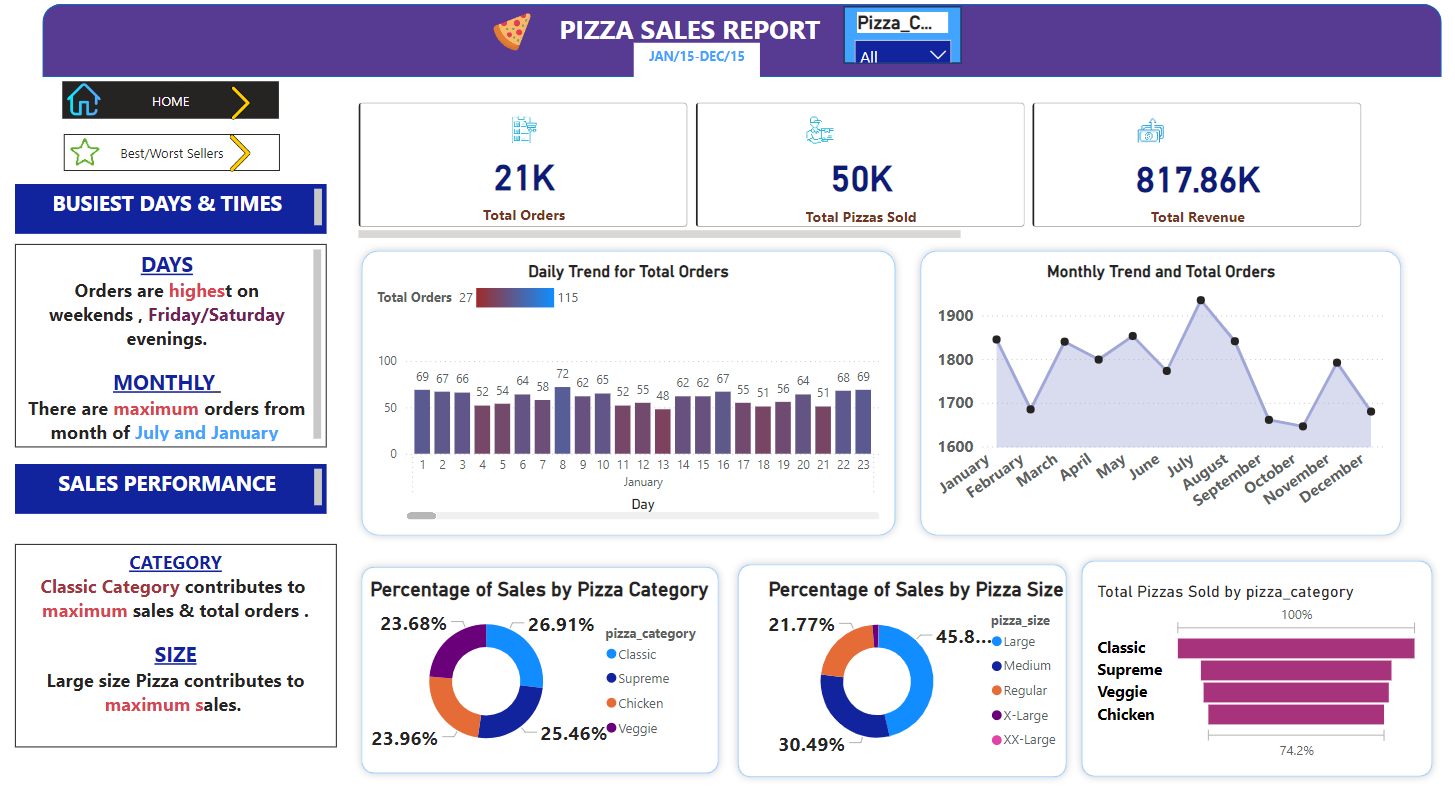 PIZZA SALES REPORT
JAN/15-DEC/15
Pizza_C...
All
HOME
Best/Worst Sellers
BUSIEST DAYS & TIMES
DAYS
Orders are highest on
weekends , Friday/Saturday
evenings.
MONTHLY
There are maximum orders from
month of July and January
SALES PERFORMANCE
CATEGORY
Classic Category contributes to
maximum sales & total orders .
SIZE
Large size Pizza contributes to
maximum sales.
21K
Total Orders
50K
Total Pizzas Sold
817.86K
Total Revenue
Daily Trend for Total Orders
Total Orders 27 115
100
50
0
69 67 66 52 54 64 58 72 62 65 52 55 48 62 62 67 55 51 56 64 51 68 69
1 2 3 4 5 6 7 8 9 10 11 12 13 14 15 16 17 18 19 20 21 22 23
January
Day
Monthly Trend and Total Orders
1900
1800
1700
1600
January February March April May June July August September October November December
Percentage of Sales by Pizza Category
23.68%
26.91%
23.96%
25.46%
pizza_category
Classic
Supreme
Chicken
Veggie
Percentage of Sales by Pizza Size
21.77%
45.8...
30.49%
pizza_size
Large
Medium
Regular
X-Large
XX-Large
Total Pizzas Sold by pizza_category
100%
Classic
Supreme
Veggie
Chicken
74.2%